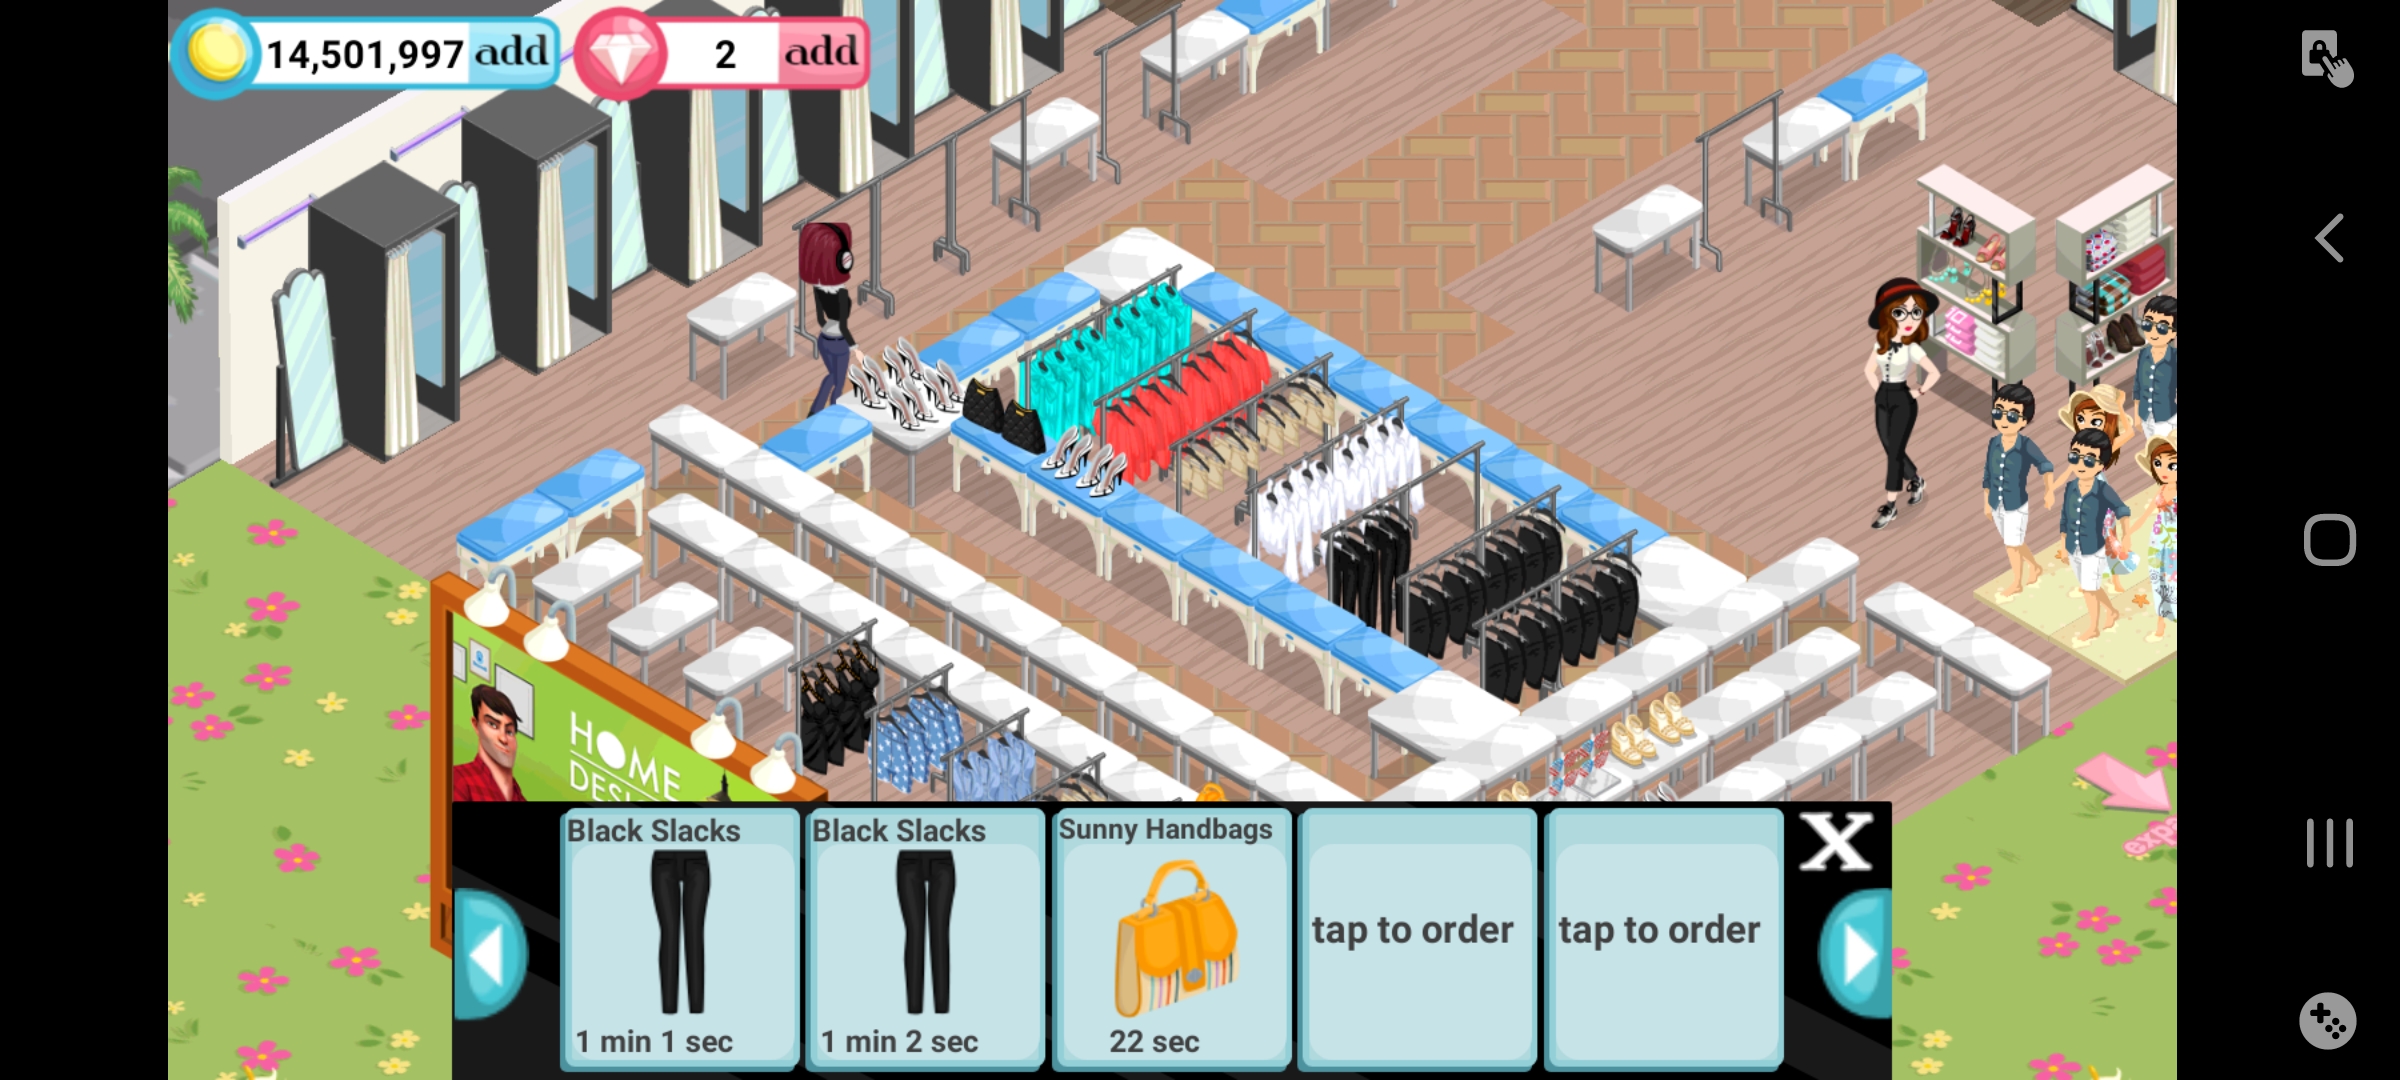 14,501,997 add
2 add
HOME
Black Slacks
Black Slacks
Sunny Handbags
tap to order
tap to order
X
1 min 1 sec
1 min 2 sec
22 sec